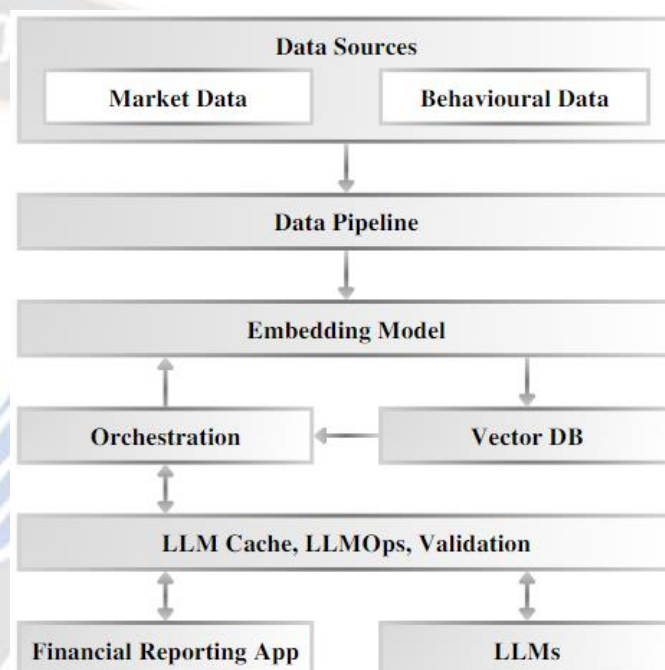 Data Sources
Market Data
Behavioural Data
Data Pipeline
Embedding Model
Orchestration
Vector DB
LLM Cache, LLMOps, Validation
Financial Reporting App
LLMs